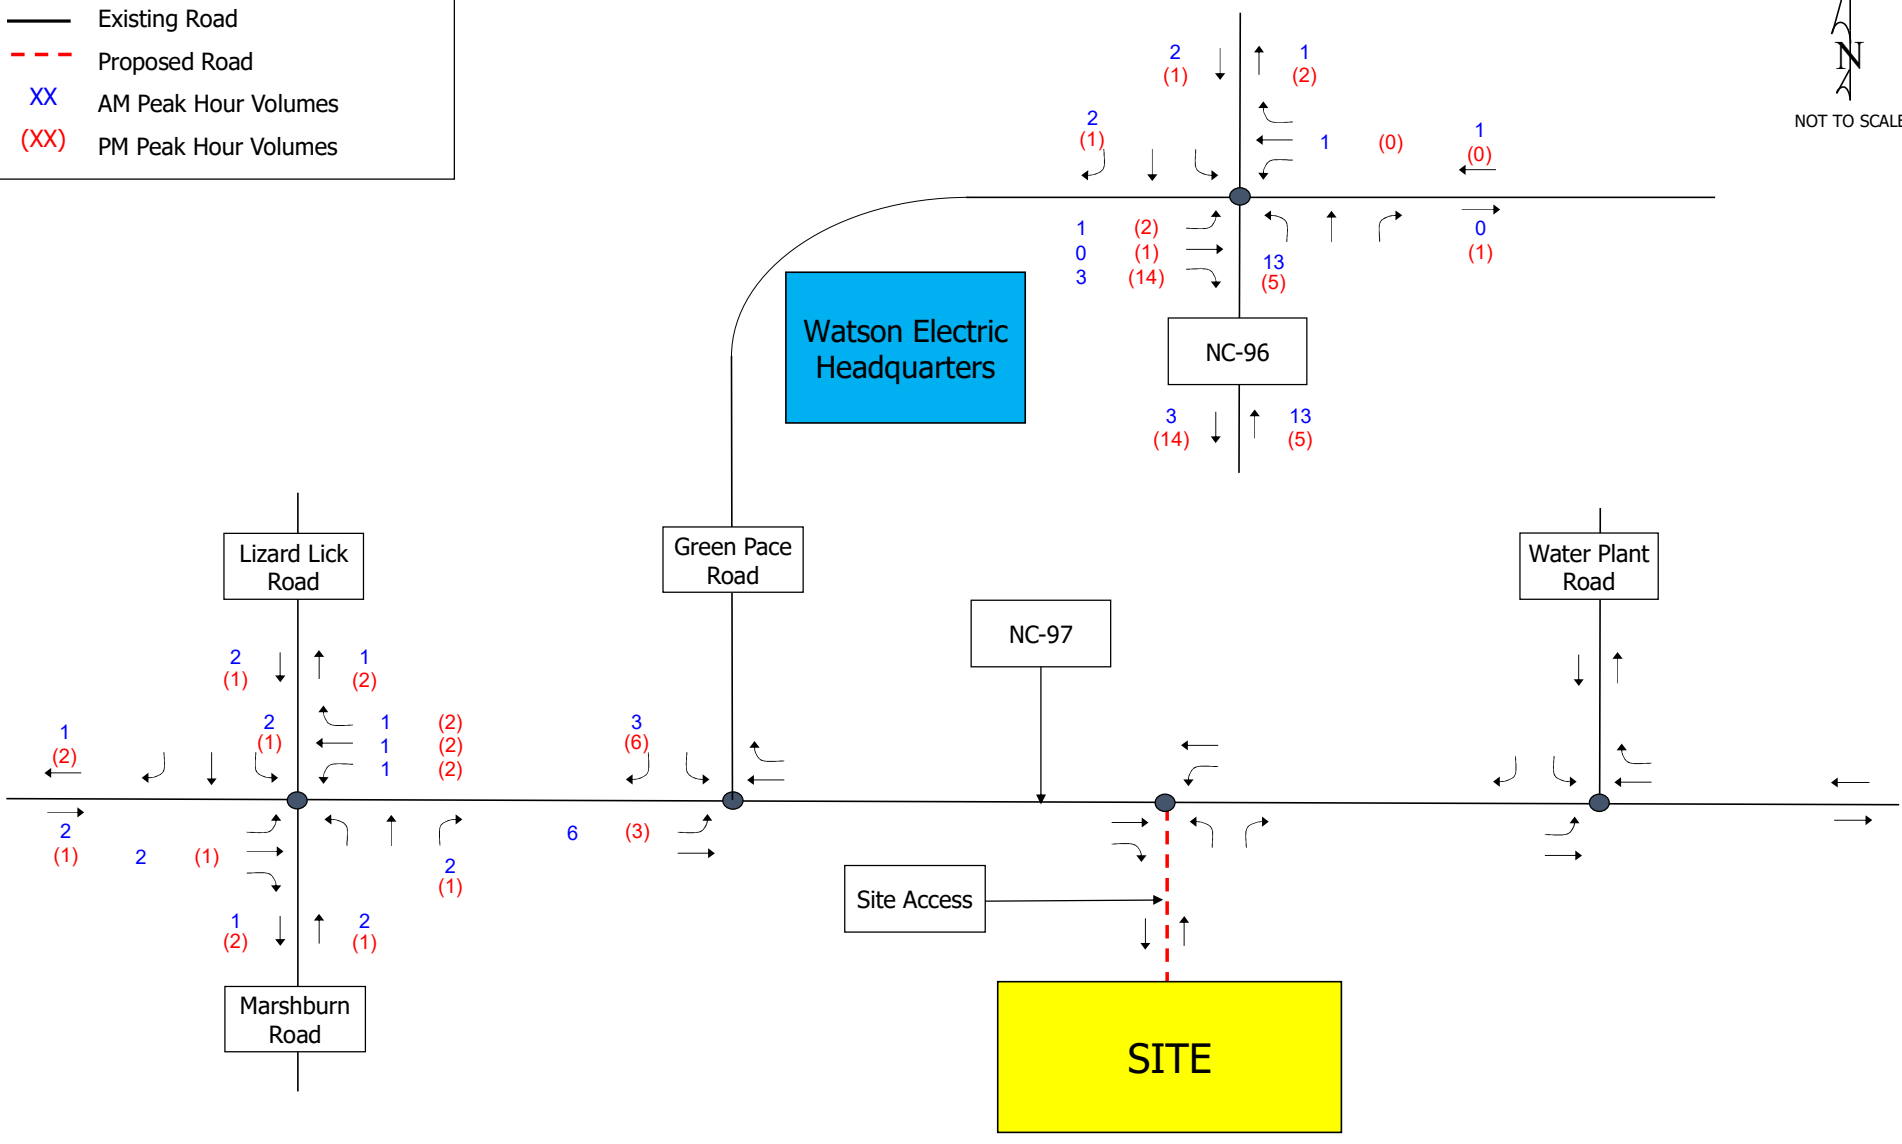 Existing Road
Proposed Road
XX AM Peak Hour Volumes
(XX) PM Peak Hour Volumes
N
NOT TO SCALE
2 1
(1) (2)
2
(1)
1 (0)
1
(0)
1 (2)
0 (1)
3 (14)
13
(5)
0
(1)
Watson Electric
Headquarters
NC-96
3 13
(14) (5)
Lizard Lick
Road
Green Pace
Road
Water Plant
Road
NC-97
2 1
(1) (2)
1
(2)
2
(1)
1 (2)
1 (2)
1 (2)
3
(6)
2
(1)
2 (1)
2
(1)
6 (3)
1 2
(2) (1)
Site Access
Marshburn
Road
SITE